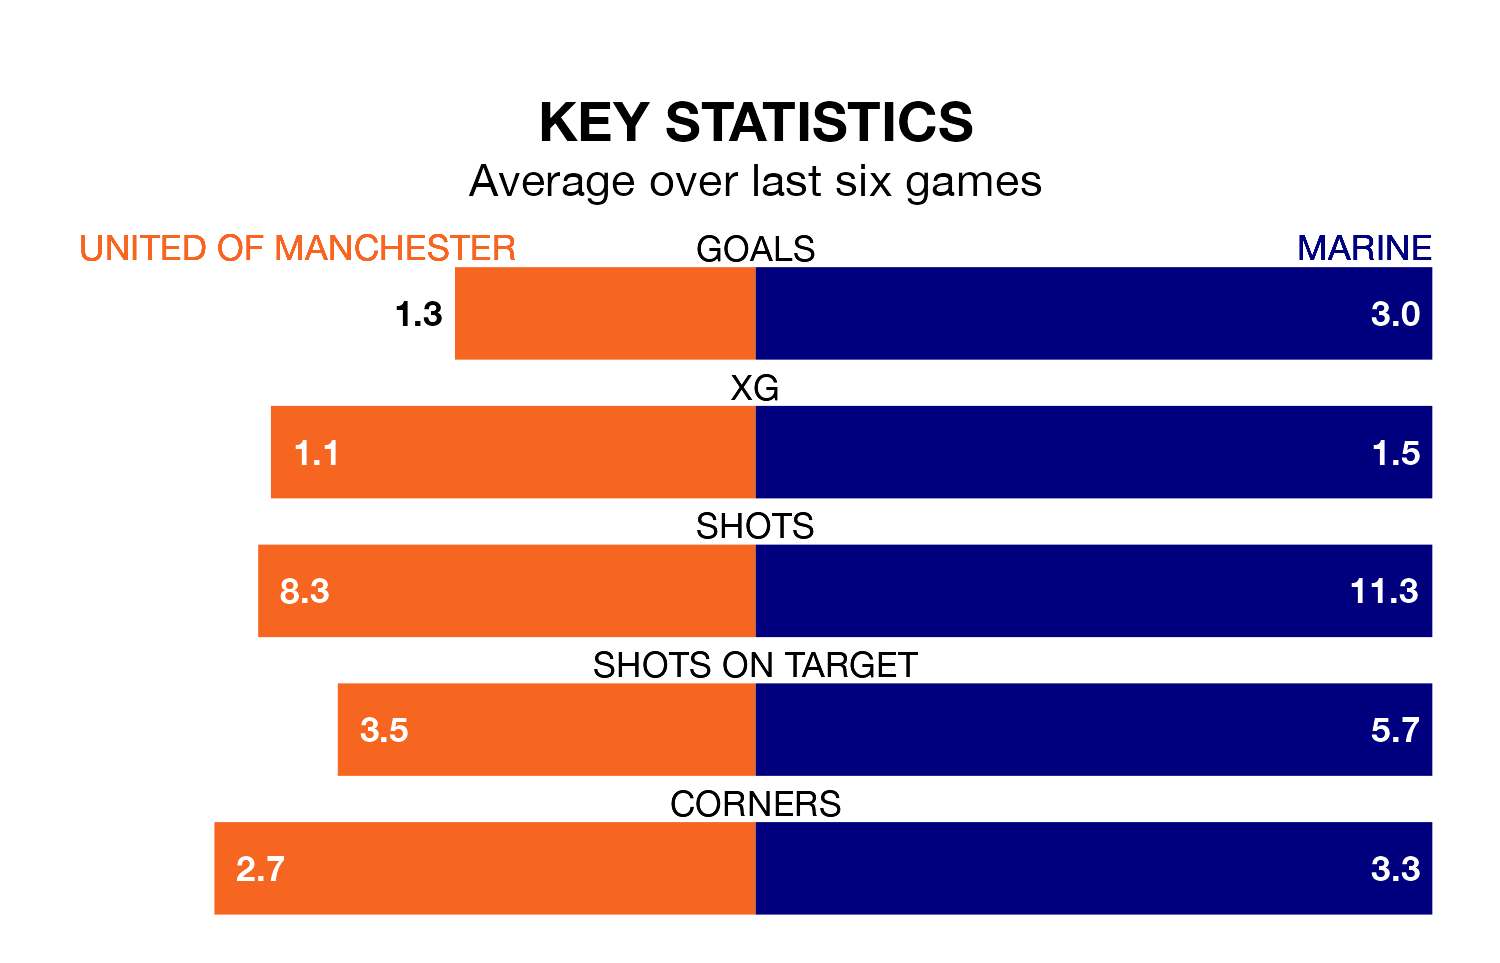 KEY STATISTICS
Average over last six games
UNITED OF MANCHESTER GOALS MARINE
1.3 3.0
XG
1.1 1.5
SHOTS
8.3 11.3
SHOTS ON TARGET
3.5 5.7
CORNERS
2.7 3.3